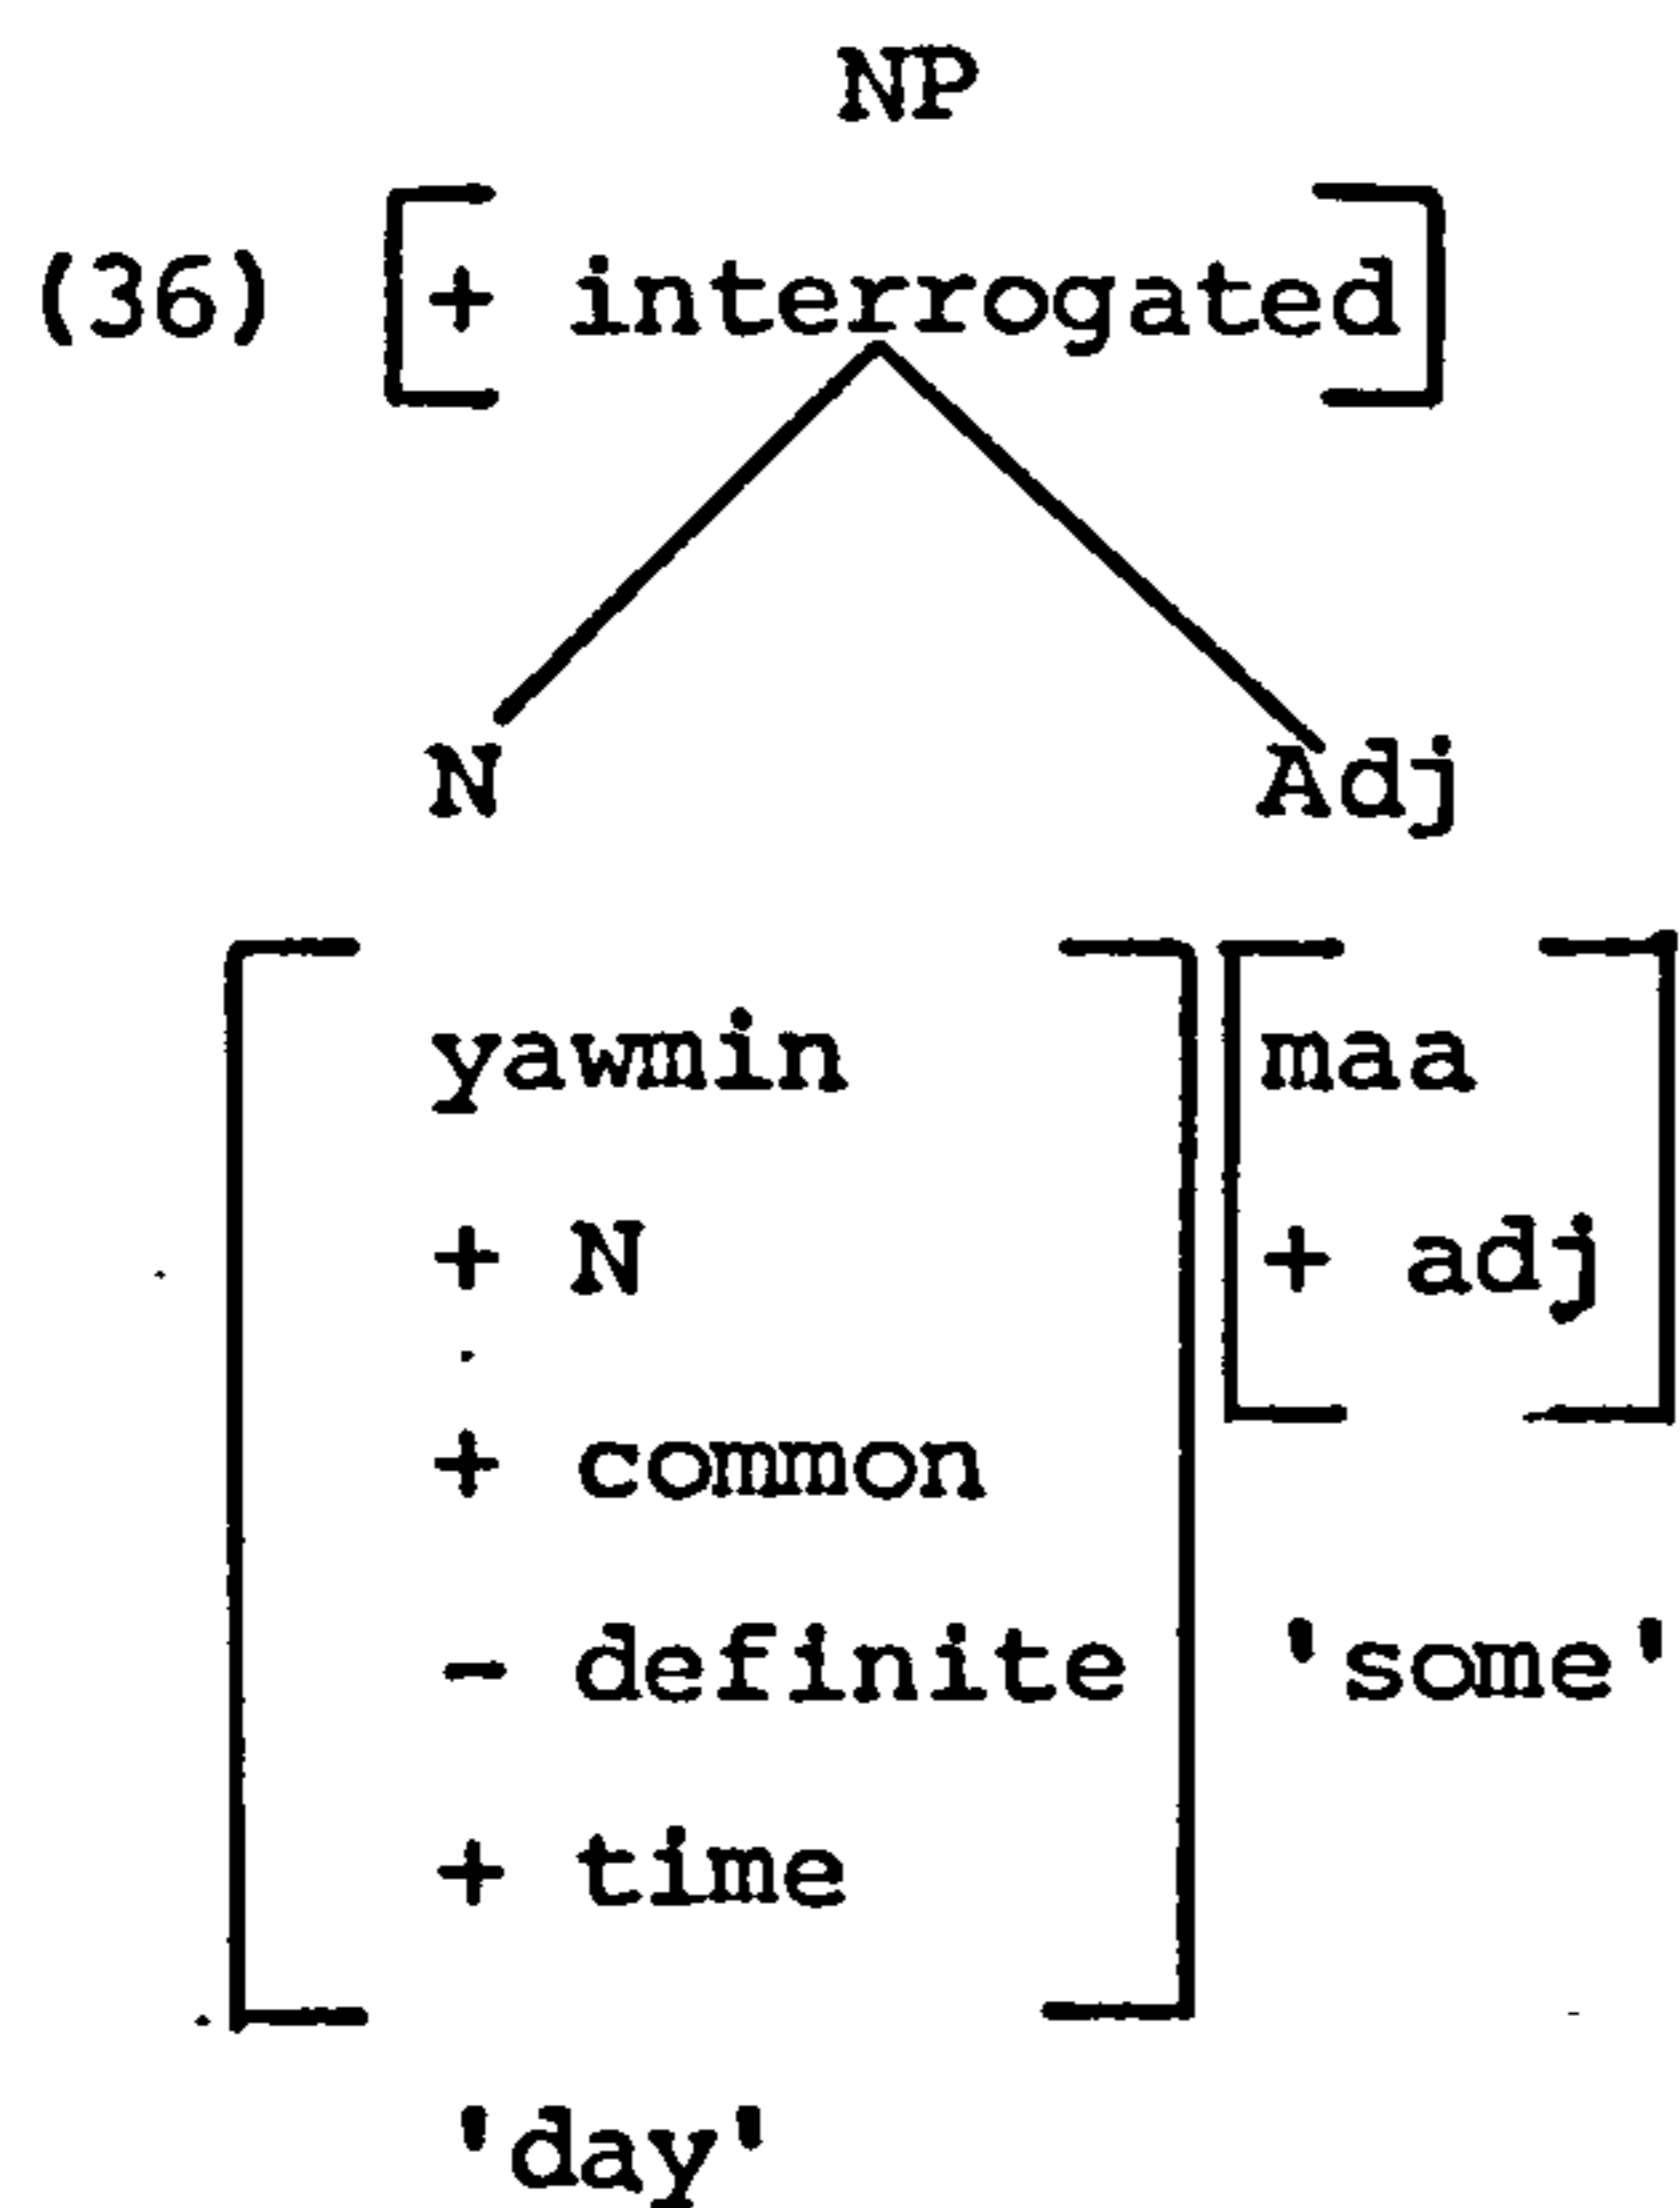 NP
(36) [+ interrogated]
N Adj
yawmin maa
+ N + adj
+ common
- definite 'some'
+ time
'day'